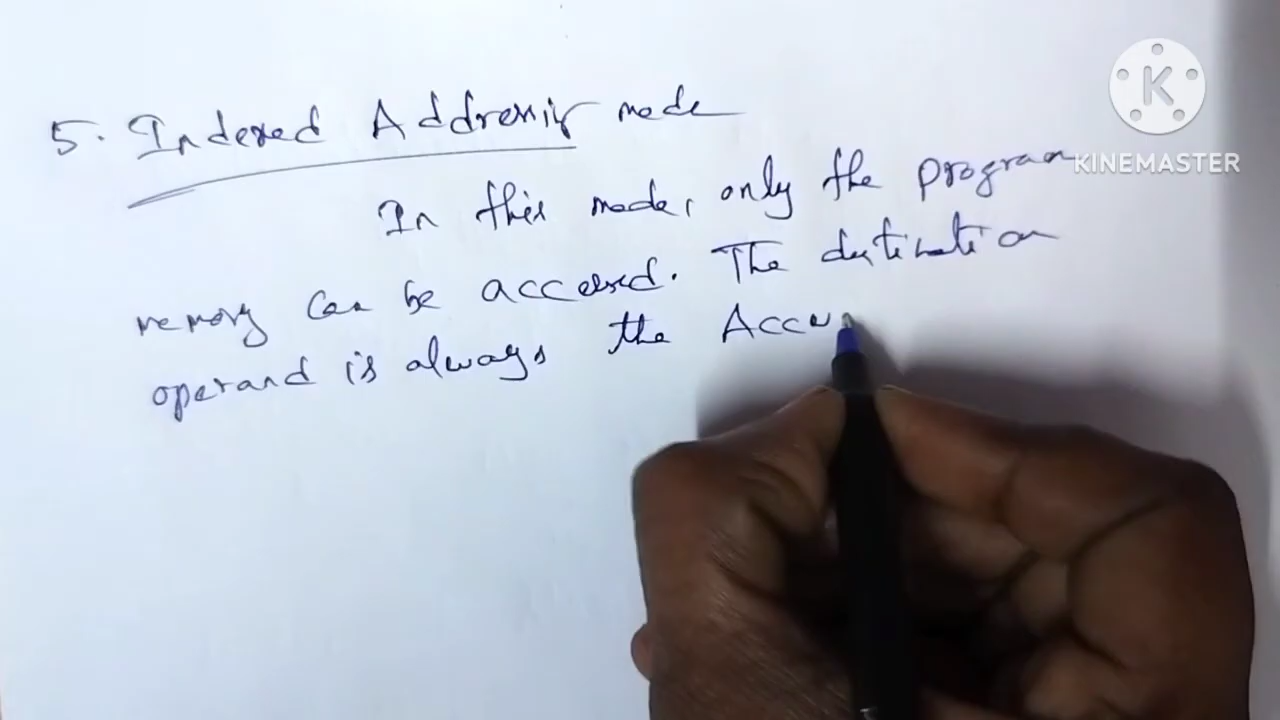 5. Indexed Addressing mode
In this mode, only the program
memory can be accessed. The destination
operand is always the Accu
K
KINEMASTER